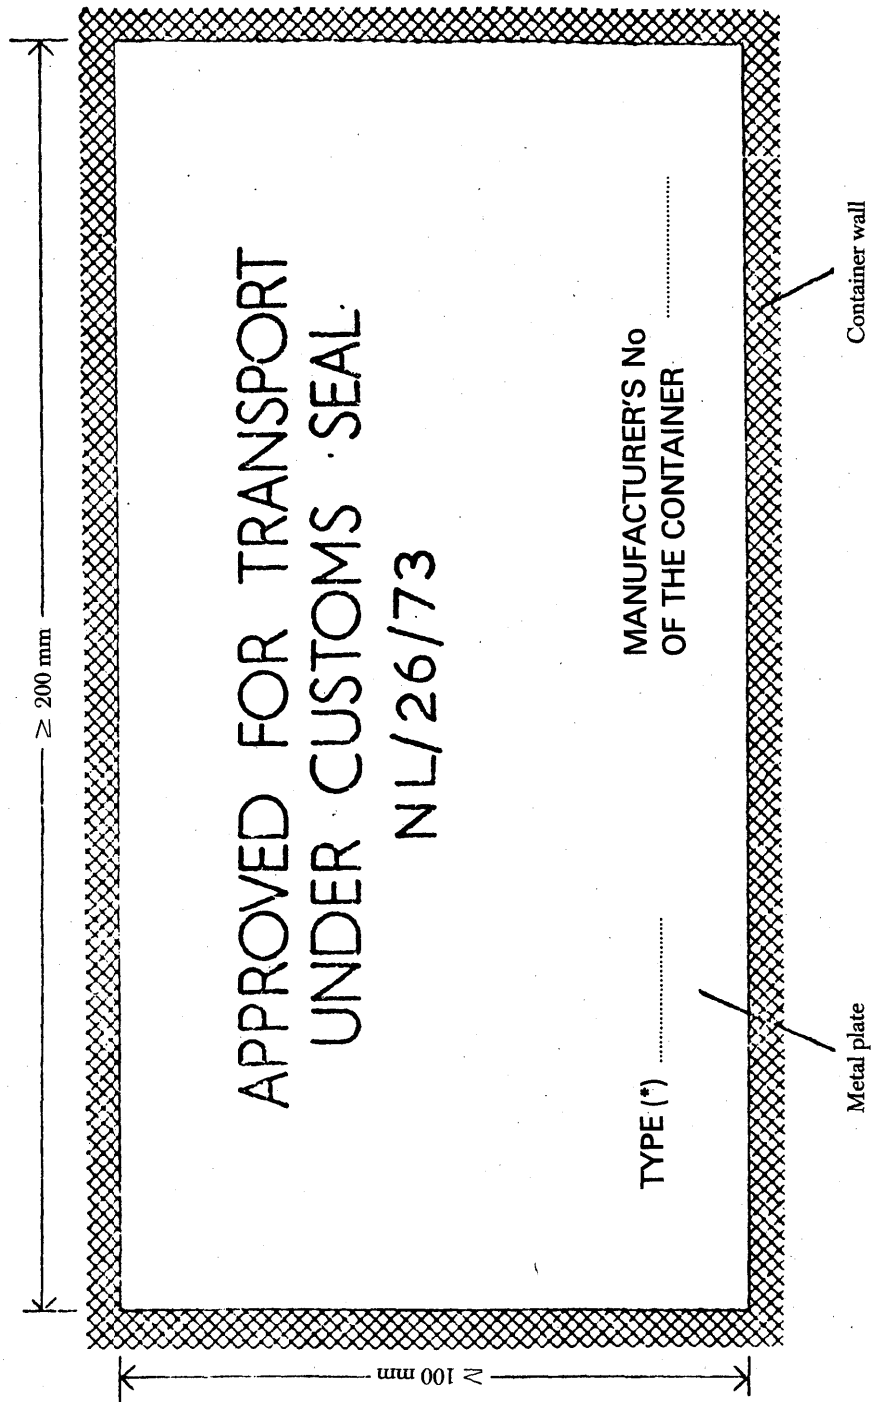 ≥ 200 mm
APPROVED FOR TRANSPORT
UNDER CUSTOMS SEAL
NL/26/73
TYPE (*) ....................
MANUFACTURER'S No
OF THE CONTAINER ....................
≥ 100 mm
Metal plate
Container wall